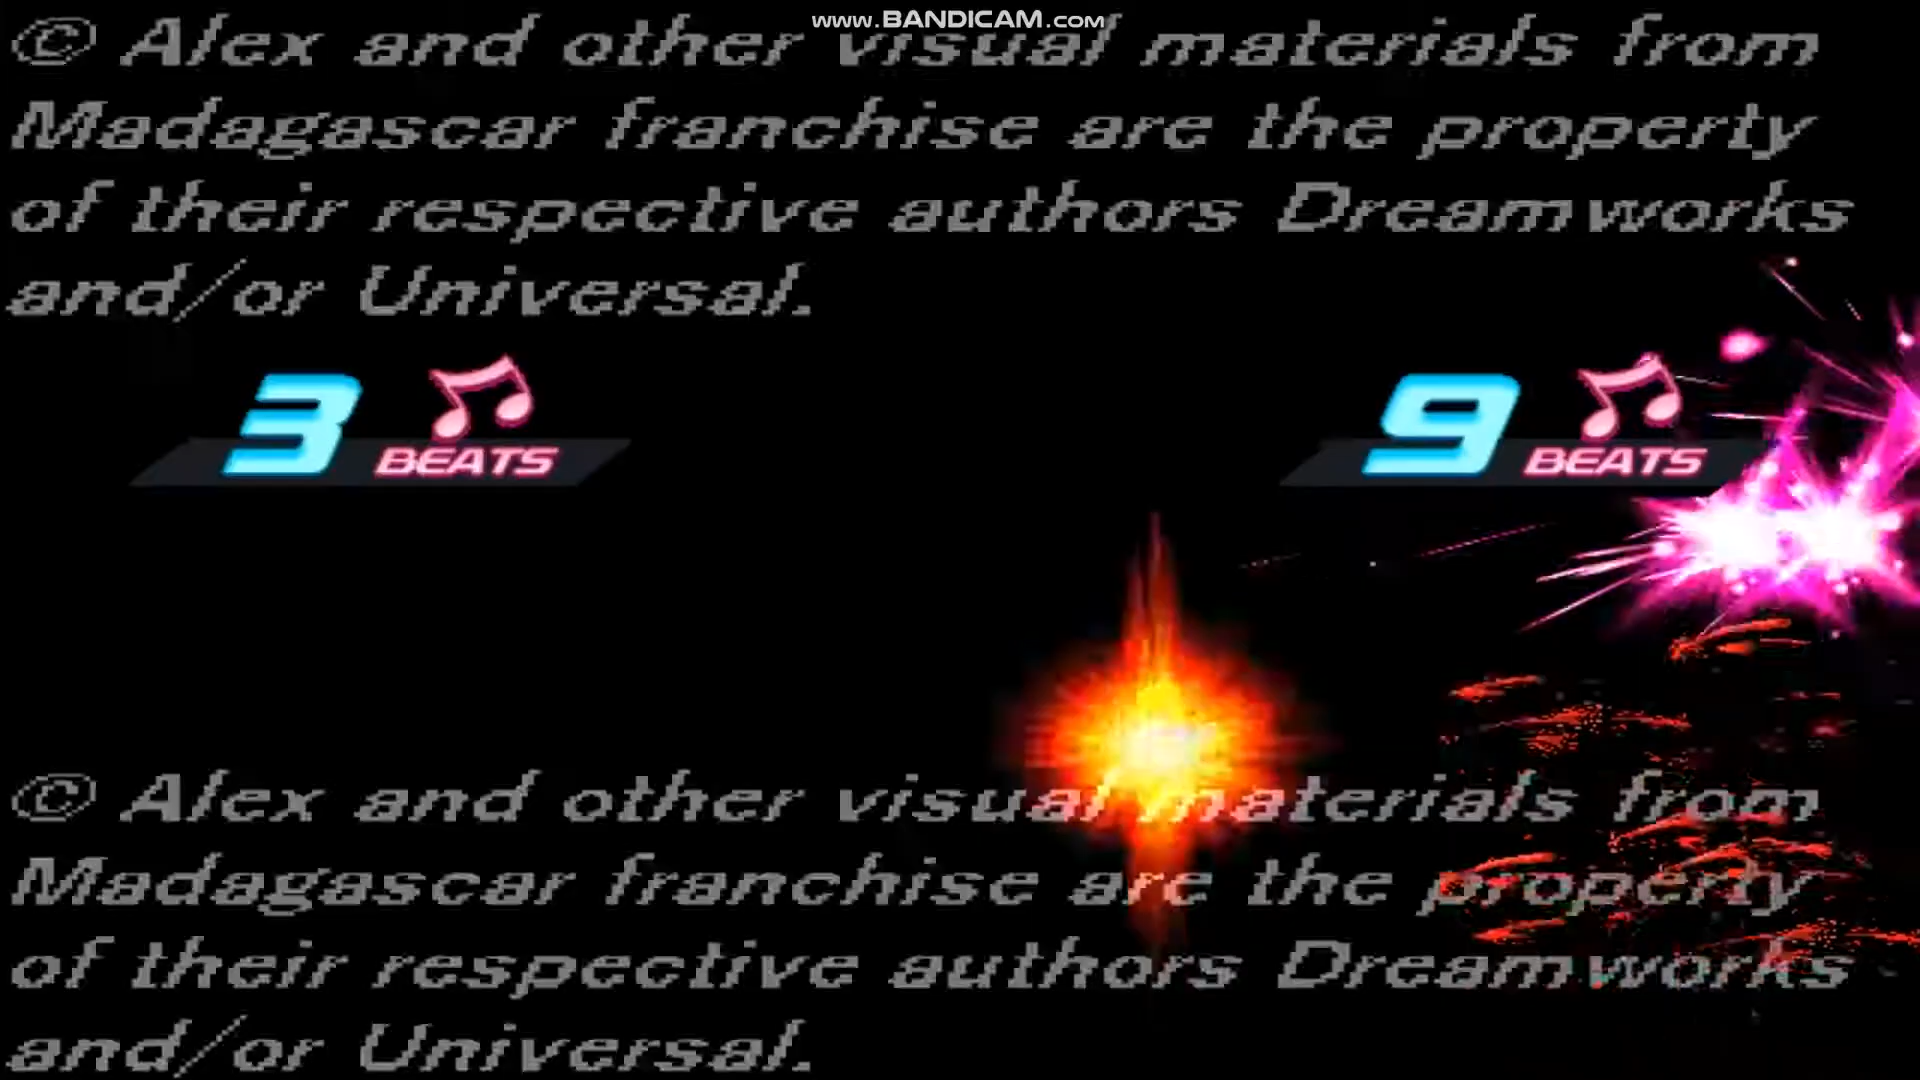 www.BANDICAM.com
© Alex and other visual materials from
Madagascar franchise are the property
of their respective authors Dreamworks
and/or Universal.
3 BEATS
9 BEATS
© Alex and other visual materials from
Madagascar franchise are the property
of their respective authors Dreamworks
and/or Universal.